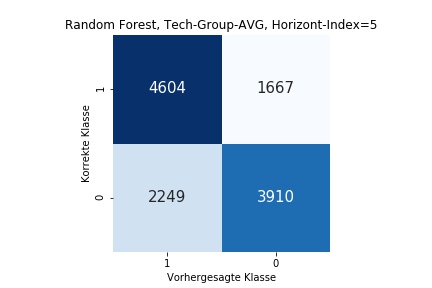 Random Forest, Tech-Group-AVG, Horizont-Index=5
Korrekte Klasse
1
4604
1667
0
2249
3910
1
0
Vorhergesagte Klasse